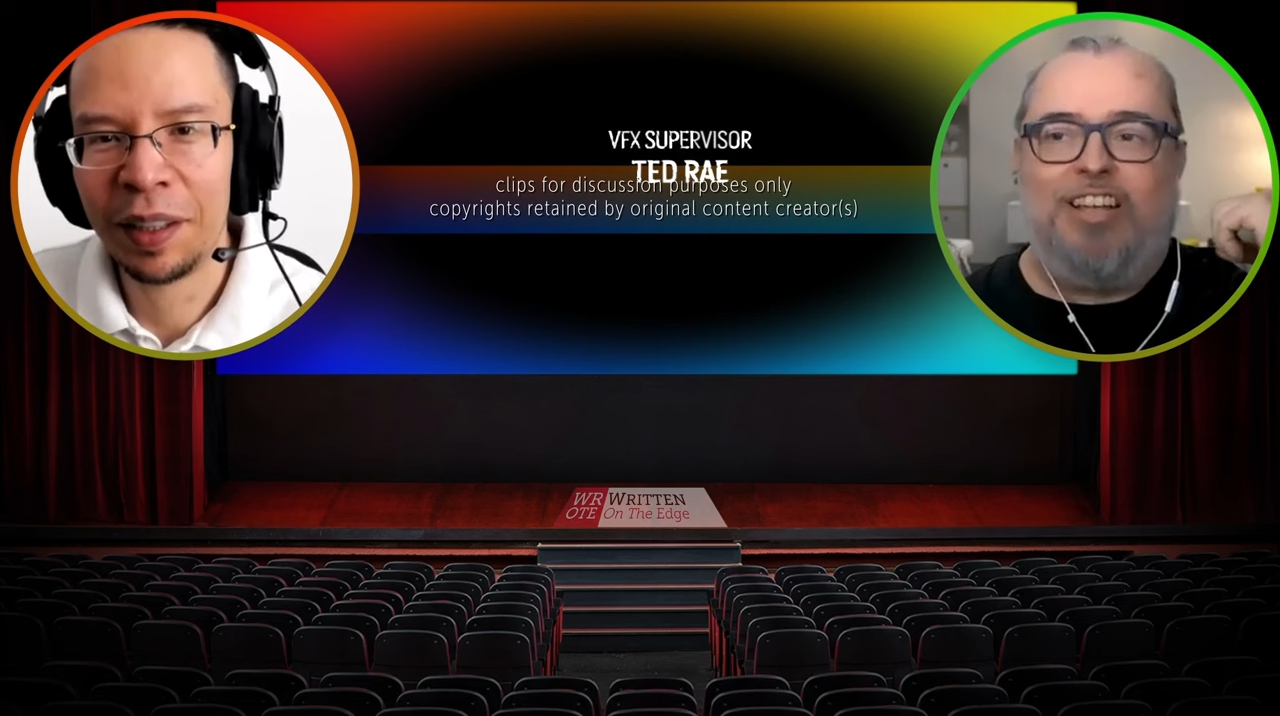 VFX SUPERVISOR
TED RAE
clips for discussion purposes only
copyrights retained by original content creator(s)
WR WRITTEN
OTE On The Edge